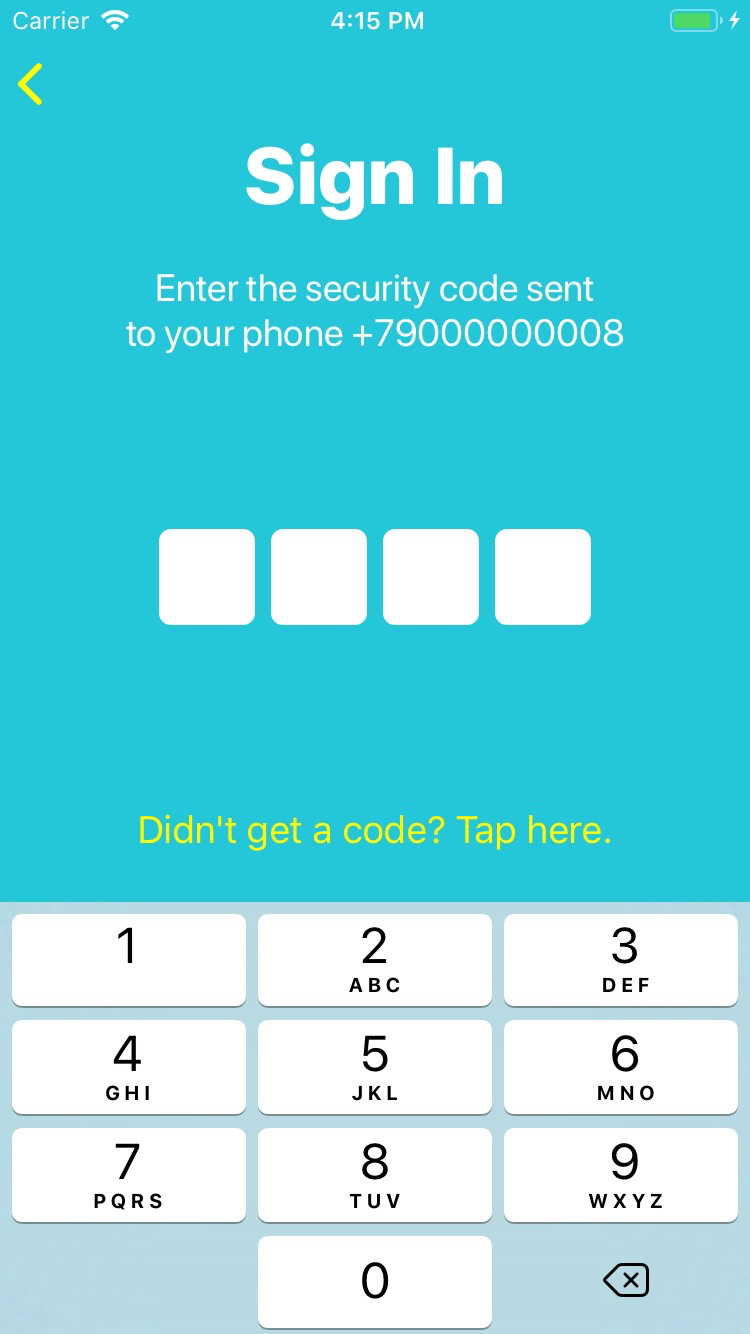 Carrier 4:15 PM
Sign In
Enter the security code sent
to your phone +79000000008
Didn't get a code? Tap here.
1 2 3
ABC DEF
4 5 6
GHI JKL MNO
7 8 9
PQRS TUV WXYZ
0